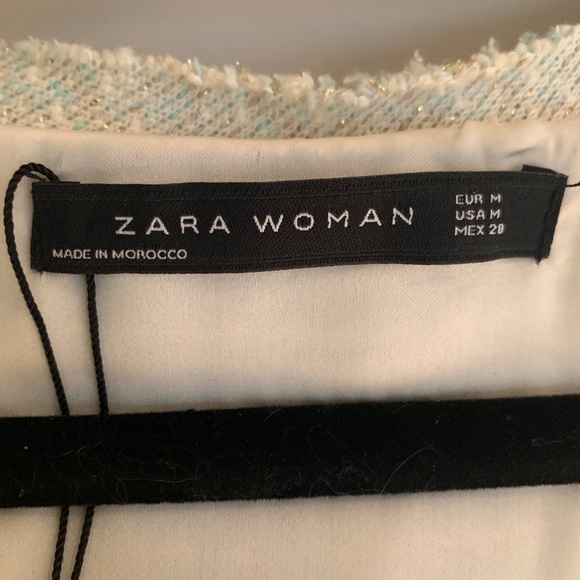 ZARA WOMAN
MADE IN MOROCCO
EUR M
USA M
MEX 28